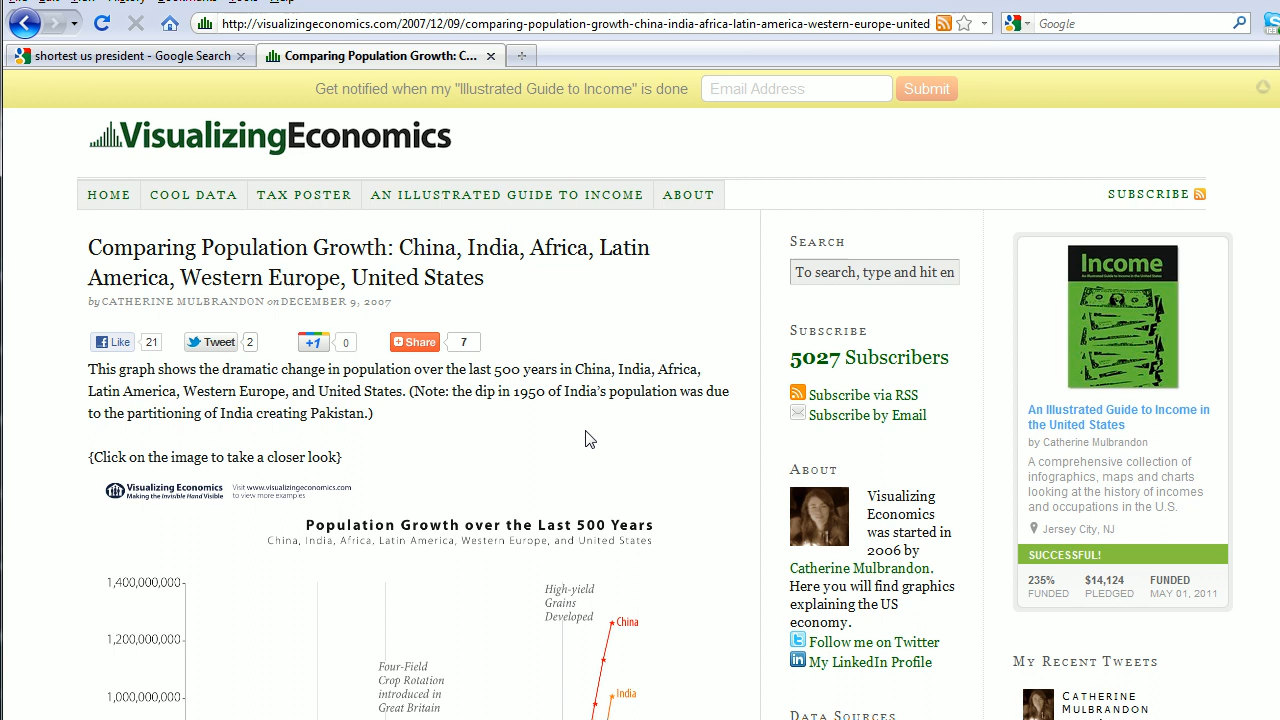 http://visualizingeconomics.com/2007/12/09/comparing-population-growth-china-india-africa-latin-america-western-europe-united
Google
shortest us president - Google Search
Comparing Population Growth: C...
Get notified when my "Illustrated Guide to Income" is done
Email Address
Submit
VisualizingEconomics
HOME
COOL DATA
TAX POSTER
AN ILLUSTRATED GUIDE TO INCOME
ABOUT
SUBSCRIBE
Comparing Population Growth: China, India, Africa, Latin
America, Western Europe, United States
by CATHERINE MULBRANDON on DECEMBER 9, 2007
Like
21
Tweet
2
+1
0
Share
7
This graph shows the dramatic change in population over the last 500 years in China, India, Africa,
Latin America, Western Europe, and United States. (Note: the dip in 1950 of India's population was due
to the partitioning of India creating Pakistan.)
{Click on the image to take a closer look}
Visualizing Economics
Making the Invisible Hand Visible
Visit www.visualizingeconomics.com
to view more examples
Population Growth over the Last 500 Years
China, India, Africa, Latin America, Western Europe, and United States
1,400,000,000
1,200,000,000
1,000,000,000
Four-Field
Crop Rotation
introduced in
Great Britain
High-yield
Grains
Developed
China
India
SEARCH
To search, type and hit en
SUBSCRIBE
5027 Subscribers
Subscribe via RSS
Subscribe by Email
ABOUT
Visualizing
Economics
was started in
2006 by
Catherine Mulbrandon.
Here you will find graphics
explaining the US
economy.
Follow me on Twitter
My LinkedIn Profile
DATA SOURCES
Income
An Illustrated Guide to Income in
the United States
by Catherine Mulbrandon
A comprehensive collection of
infographics, maps and charts
looking at the history of incomes
and occupations in the U.S.
Jersey City, NJ
SUCCESSFUL!
235%
FUNDED
$14,124
PLEDGED
FUNDED
MAY 01, 2011
MY RECENT TWEETS
CATHERINE
MULBRANDON